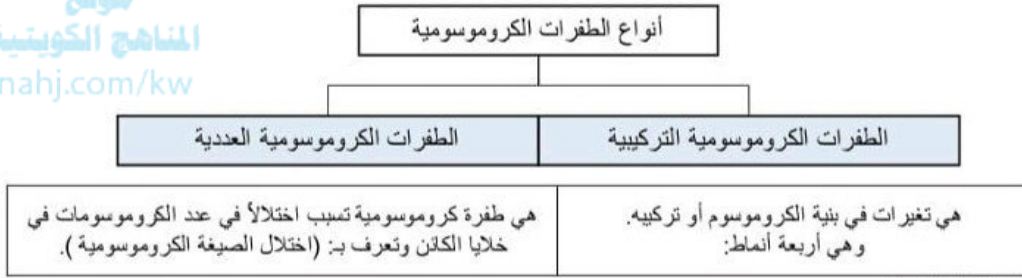 موقع
المناهج الكويتية
nahj.com/kw
أنواع الطفرات الكروموسومية
الطفرات الكروموسومية التركيبية
الطفرات الكروموسومية العددية
هي تغيرات في بنية الكروموسوم أو تركيبه.
وهي أربعة أنماط:
هي طفرة كروموسومية تسبب اختلالاً في عدد الكروموسومات في
خلايا الكائن وتعرف بـ: (اختلال الصيغة الكروموسومية ).